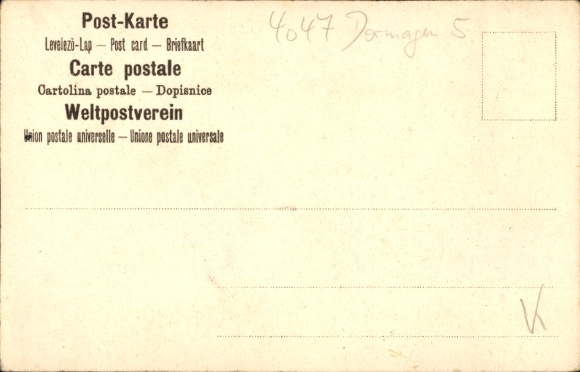 Post-Karte
Levelezö-Lap — Post card — Briefkaart
Carte postale
Cartolina postale — Dopisnice
Weltpostverein
Union postale universelle — Unione postale universale
4047 Dormagen 5
K